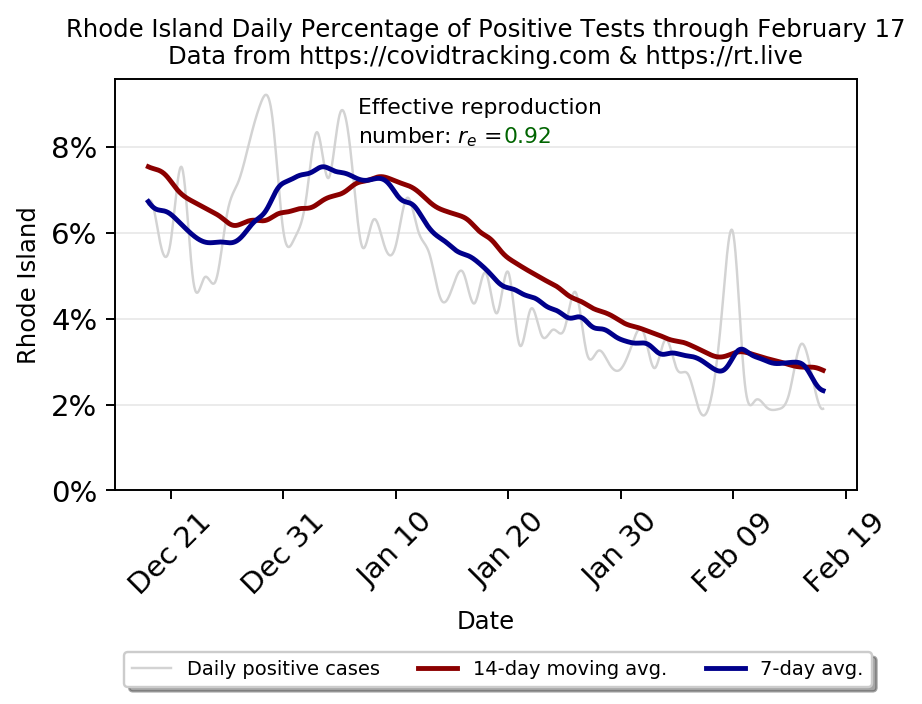 Rhode Island Daily Percentage of Positive Tests through February 17
Data from https://covidtracking.com & https://rt.live
Effective reproduction
number: r_e = 0.92
8%
6%
4%
2%
0%
Rhode Island
Dec 21
Dec 31
Jan 10
Jan 20
Jan 30
Feb 09
Feb 19
Date
Daily positive cases
14-day moving avg.
7-day avg.